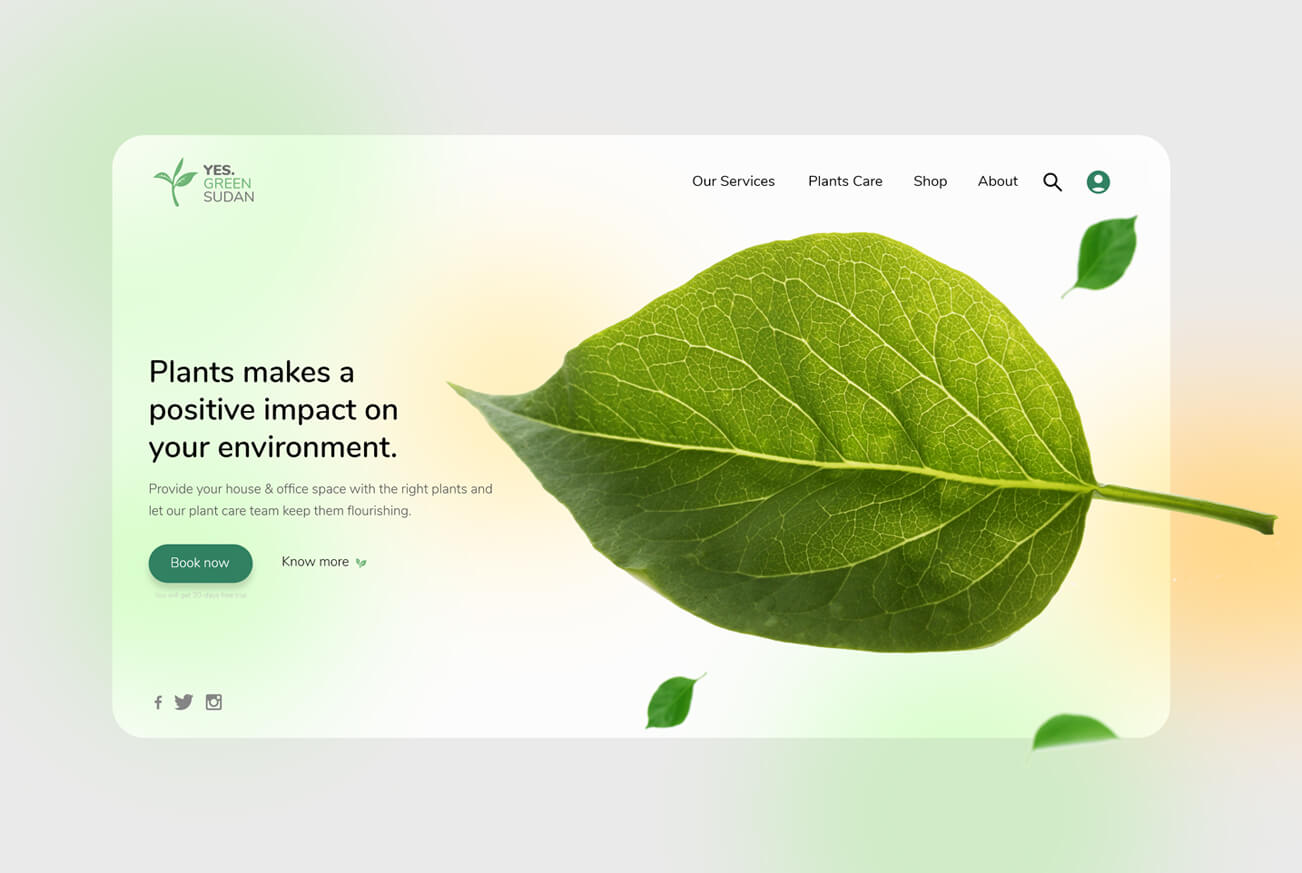 YES.
GREEN
SUDAN
Our Services Plants Care Shop About
Plants makes a
positive impact on
your environment.
Provide your house & office space with the right plants and
let our plant care team keep them flourishing.
Book now Know more
You will get 20-days free trial